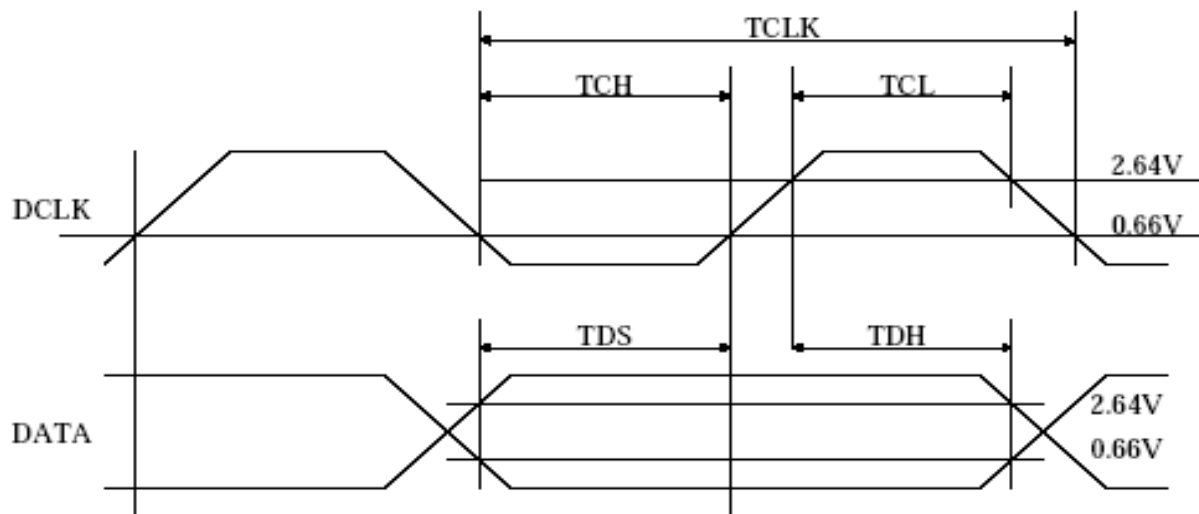 TCLK
TCH
TCL
2.64V
DCLK
0.66V
TDS
TDH
2.64V
DATA
0.66V